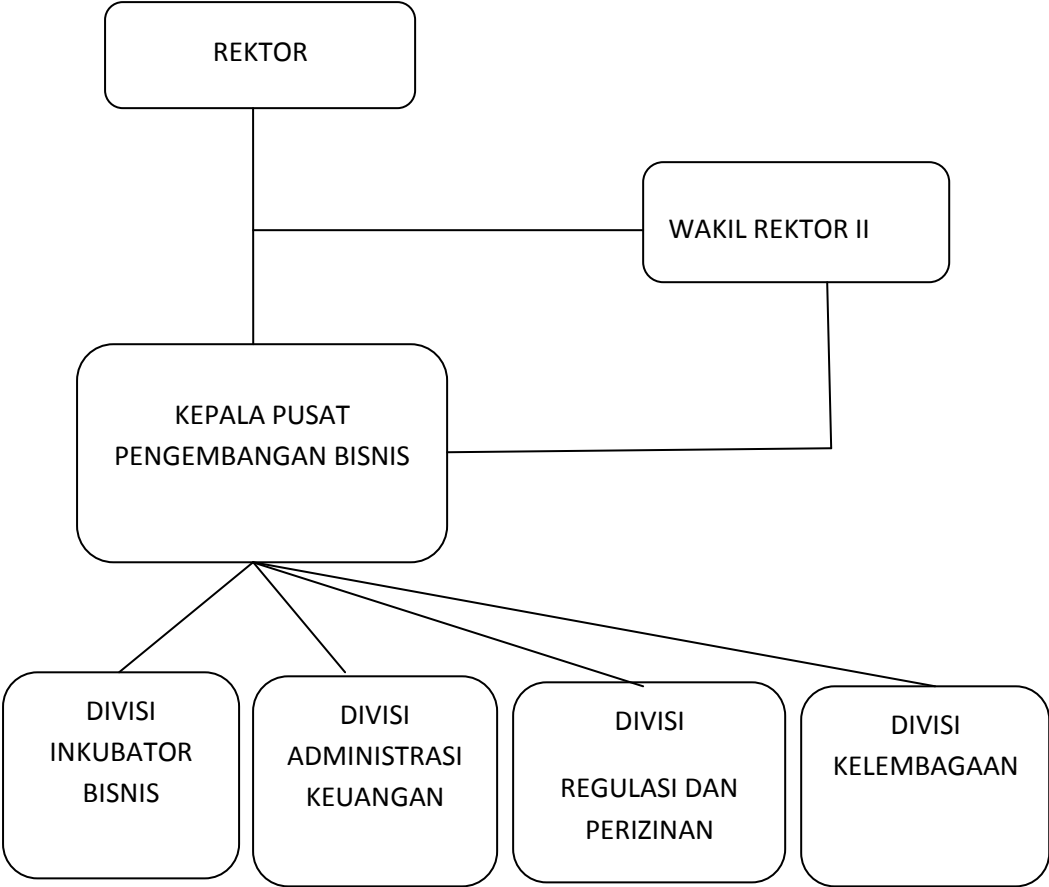 REKTOR
WAKIL REKTOR II
KEPALA PUSAT
PENGEMBANGAN BISNIS
DIVISI
INKUBATOR
BISNIS
DIVISI
ADMINISTRASI
KEUANGAN
DIVISI
REGULASI DAN
PERIZINAN
DIVISI
KELEMBAGAAN